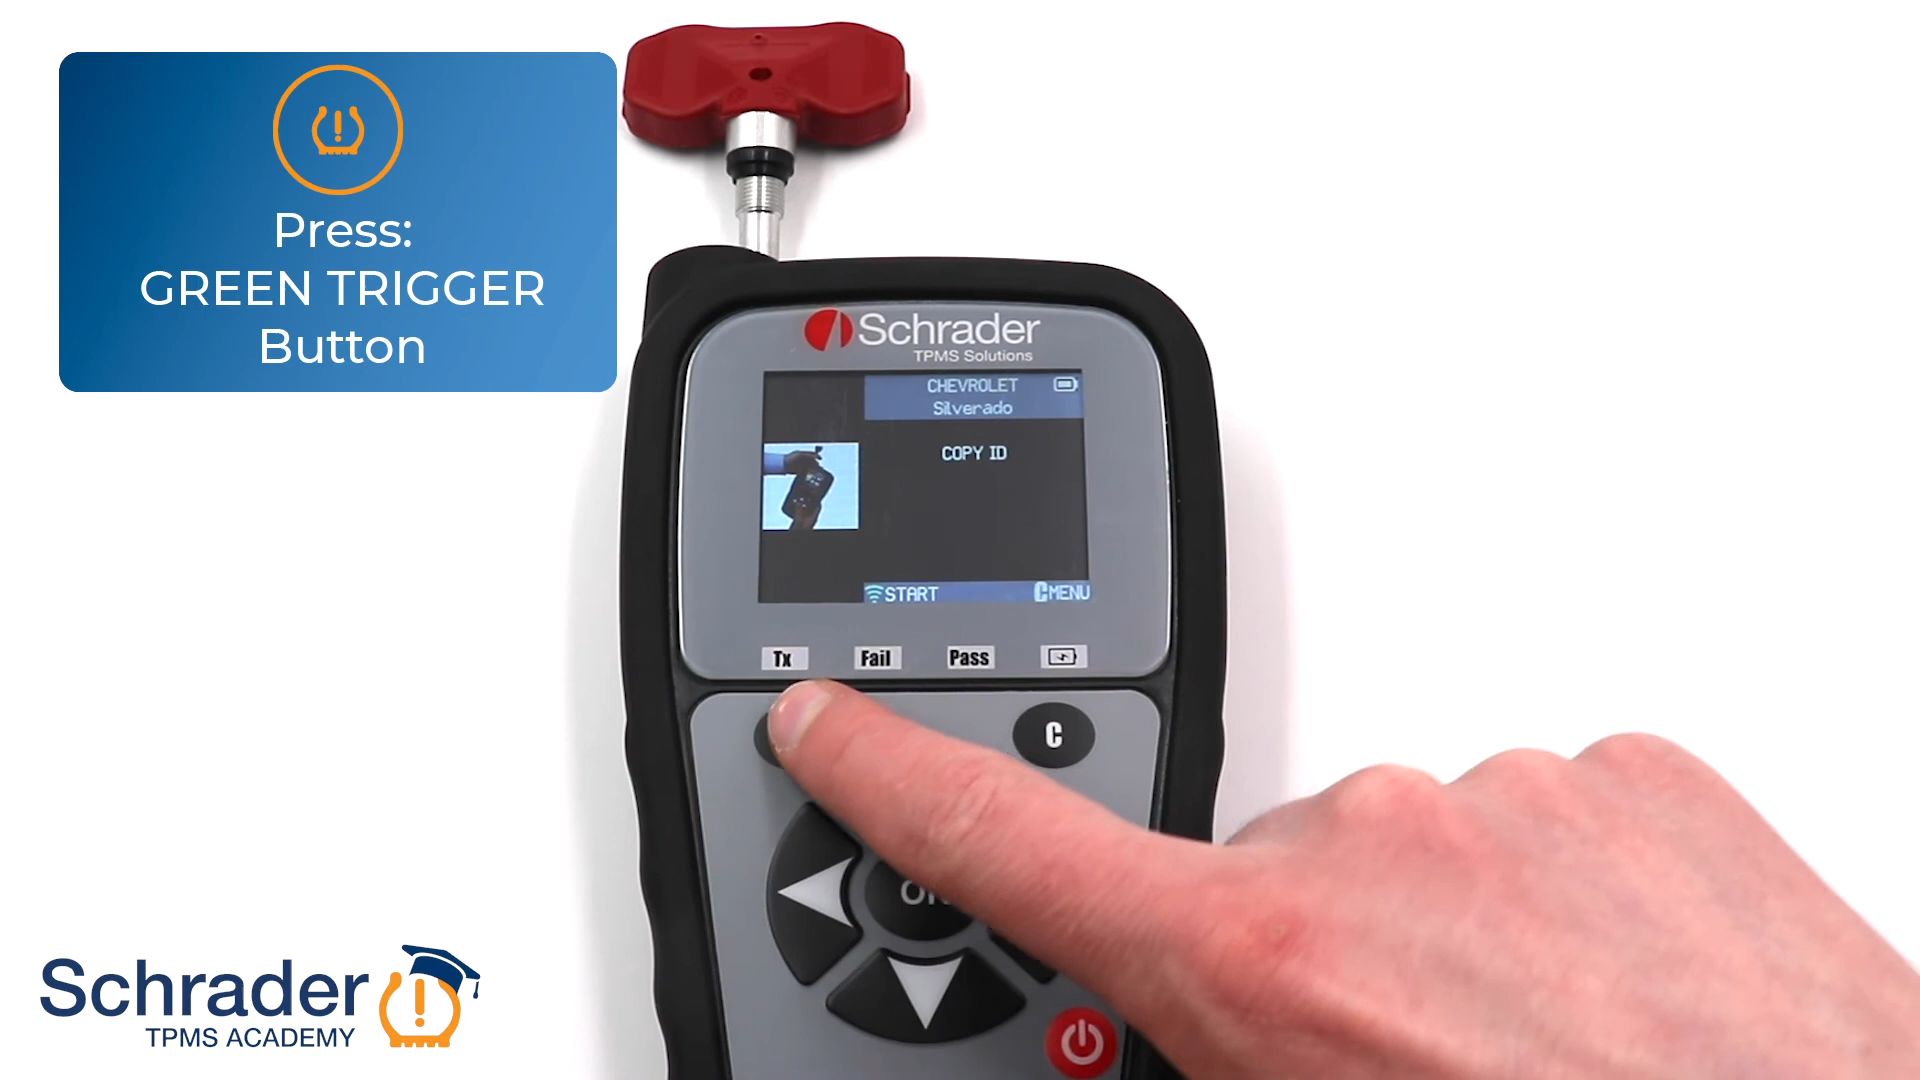 Press:
GREEN TRIGGER
Button
Schrader
TPMS Solutions
CHEVROLET
Silverado
COPY ID
START
C MENU
Tx
Fail
Pass
C
Schrader
TPMS ACADEMY